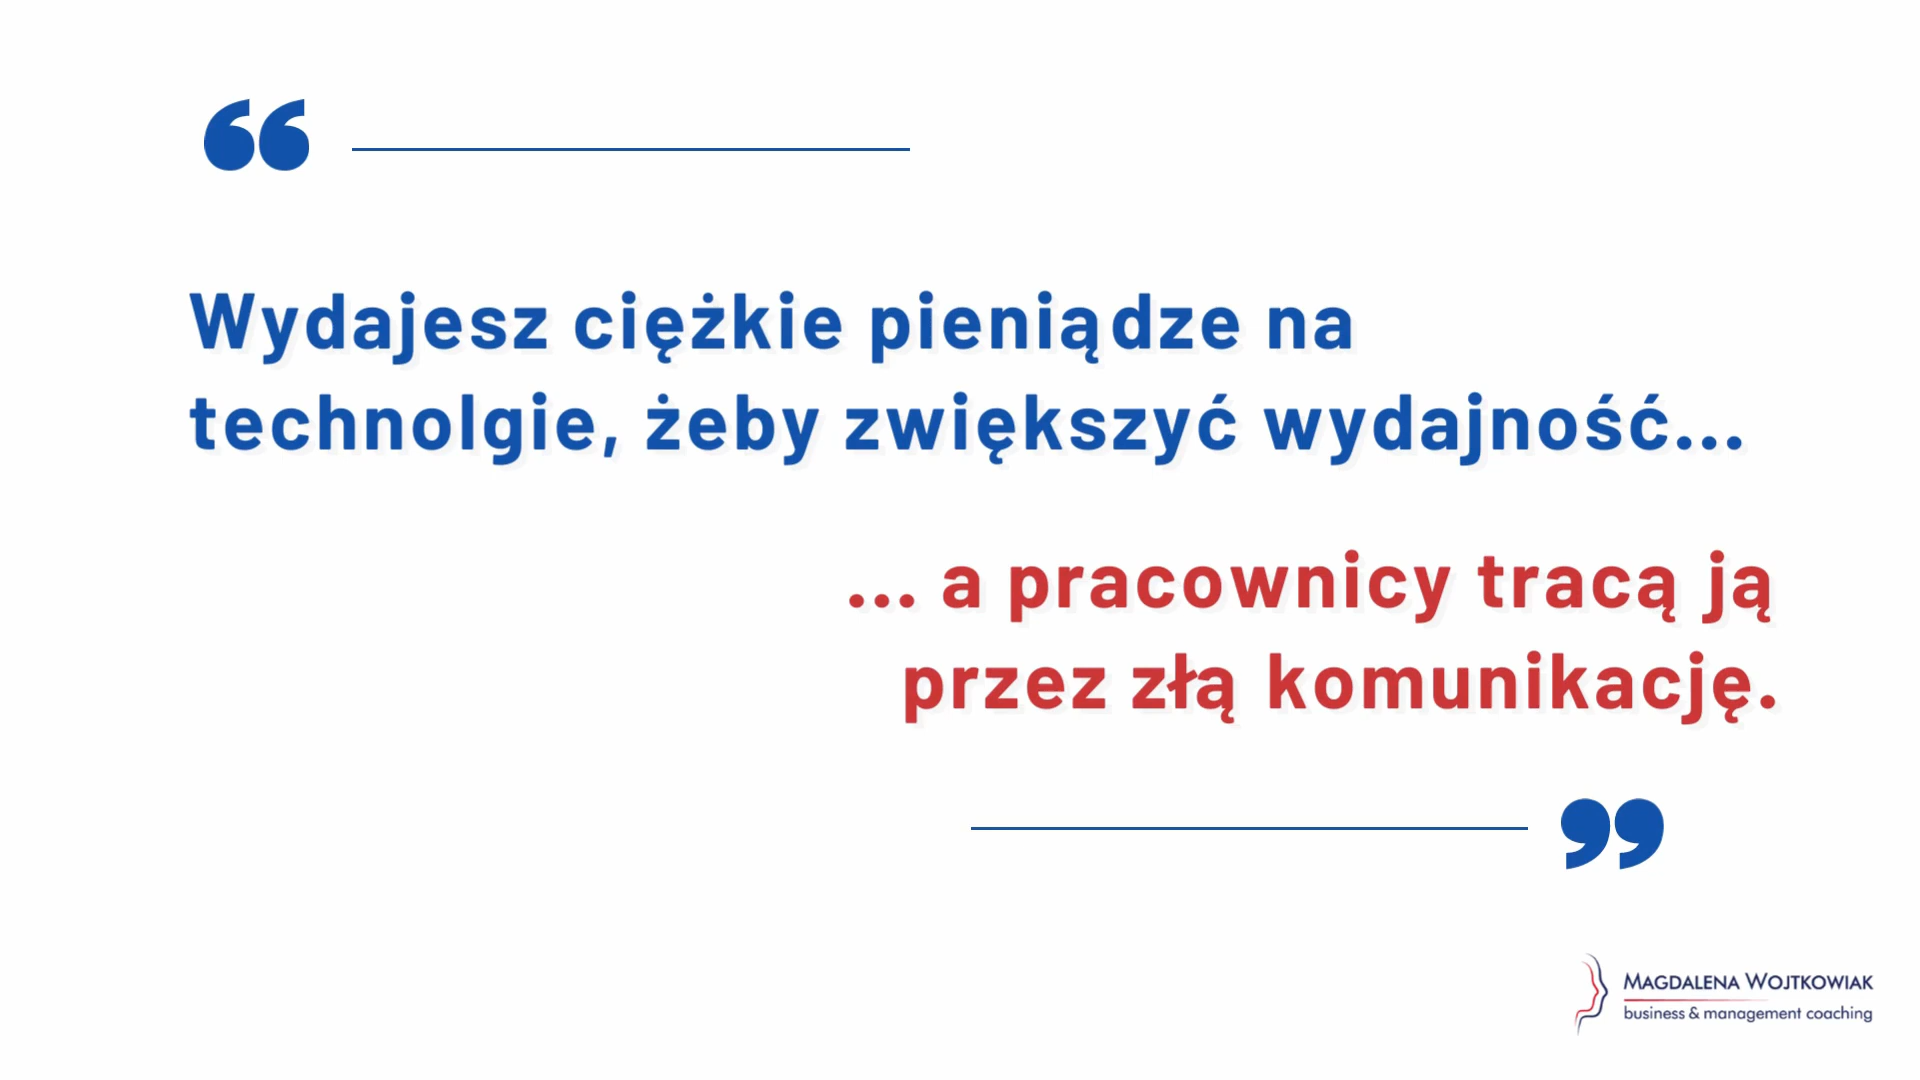 “
Wydajesz ciężkie pieniądze na
technolgie, żeby zwiększyć wydajność...
... a pracownicy tracą ją
przez złą komunikację.
”
MAGDALENA WOJTKOWIAK
business & management coaching